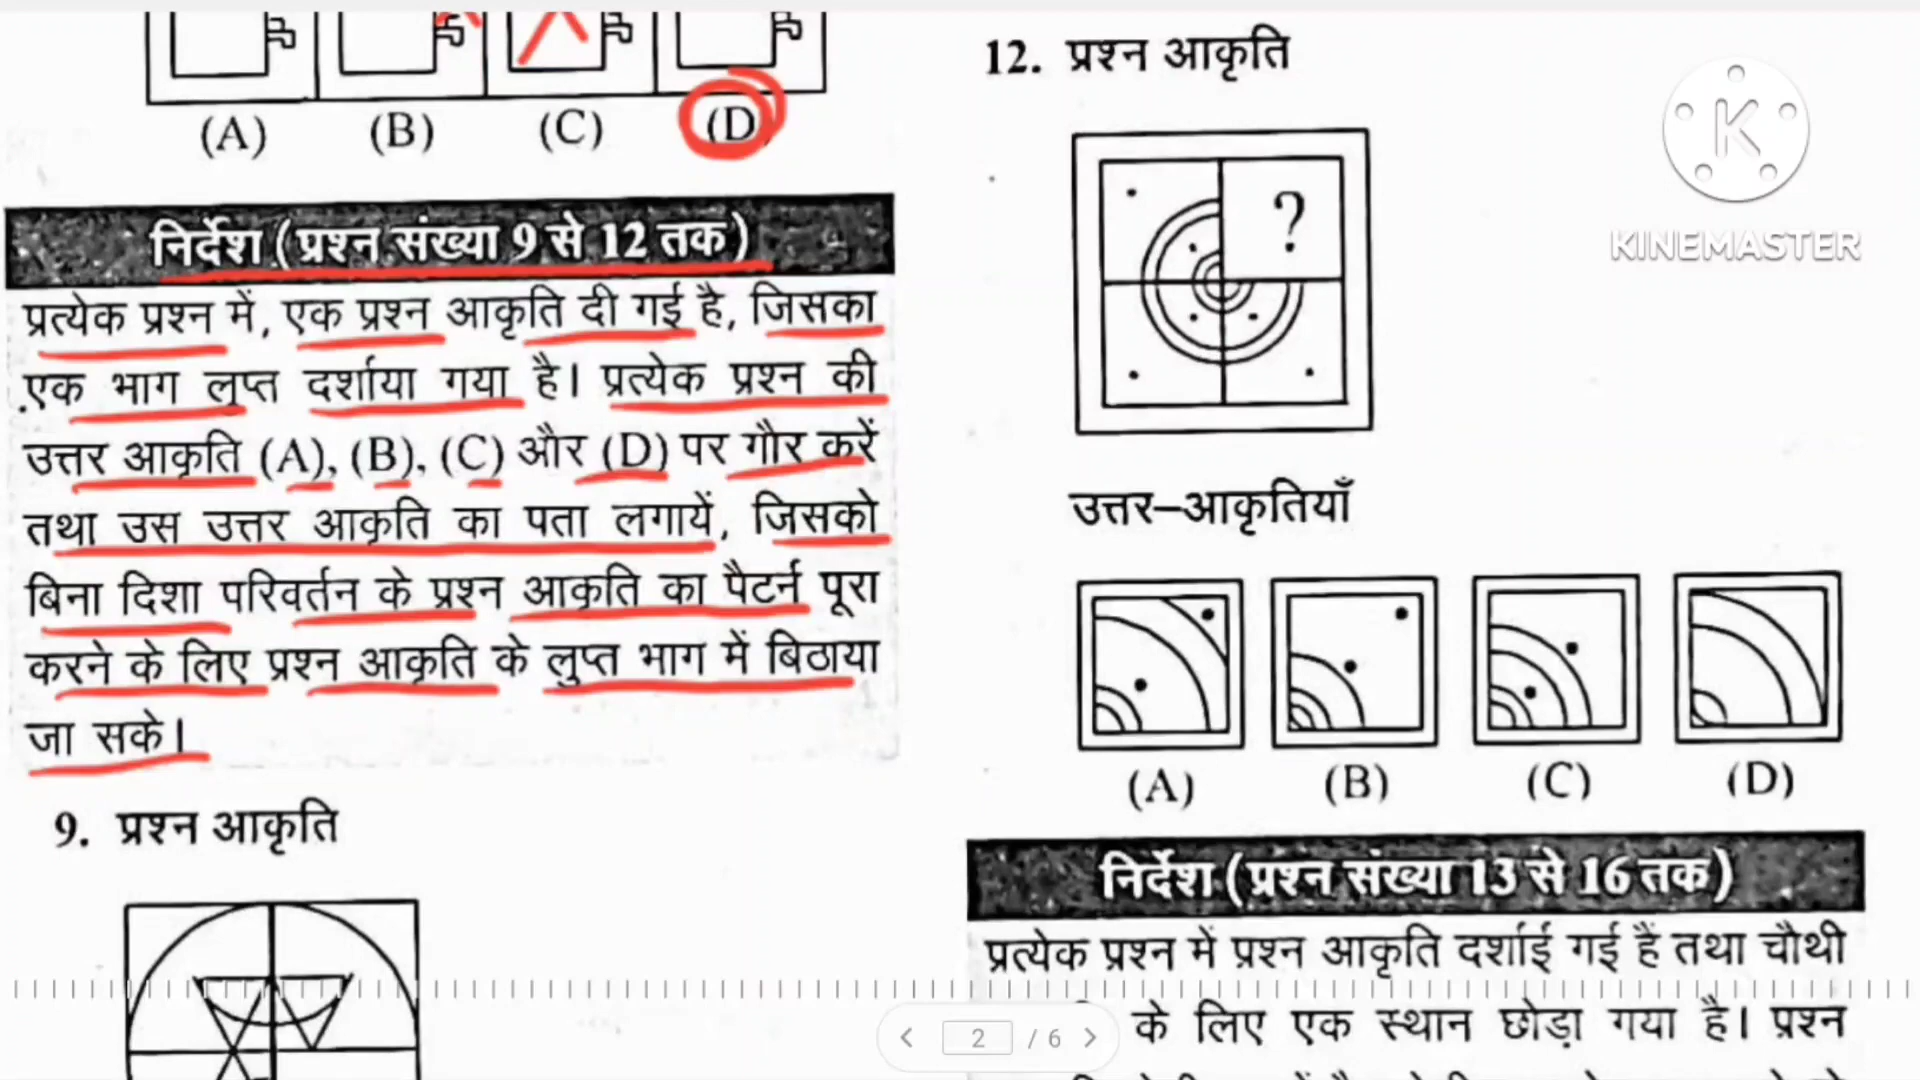 (A) (B) (C) (D)
निर्देश (प्रश्न संख्या 9 से 12 तक)
प्रत्येक प्रश्न में, एक प्रश्न आकृति दी गई है, जिसका
एक भाग लुप्त दर्शाया गया है। प्रत्येक प्रश्न की
उत्तर आकृति (A), (B), (C) और (D) पर गौर करें
तथा उस उत्तर आकृति का पता लगायें, जिसको
बिना दिशा परिवर्तन के प्रश्न आकृति का पैटर्न पूरा
करने के लिए प्रश्न आकृति के लुप्त भाग में बिठाया
जा सके।
9. प्रश्न आकृति
12. प्रश्न आकृति
?
उत्तर–आकृतियाँ
(A) (B) (C) (D)
निर्देश (प्रश्न संख्या 13 से 16 तक)
प्रत्येक प्रश्न में प्रश्न आकृति दर्शाई गई हैं तथा चौथी
के लिए एक स्थान छोड़ा गया है। प्रश्न
K
KINEMASTER
2 / 6